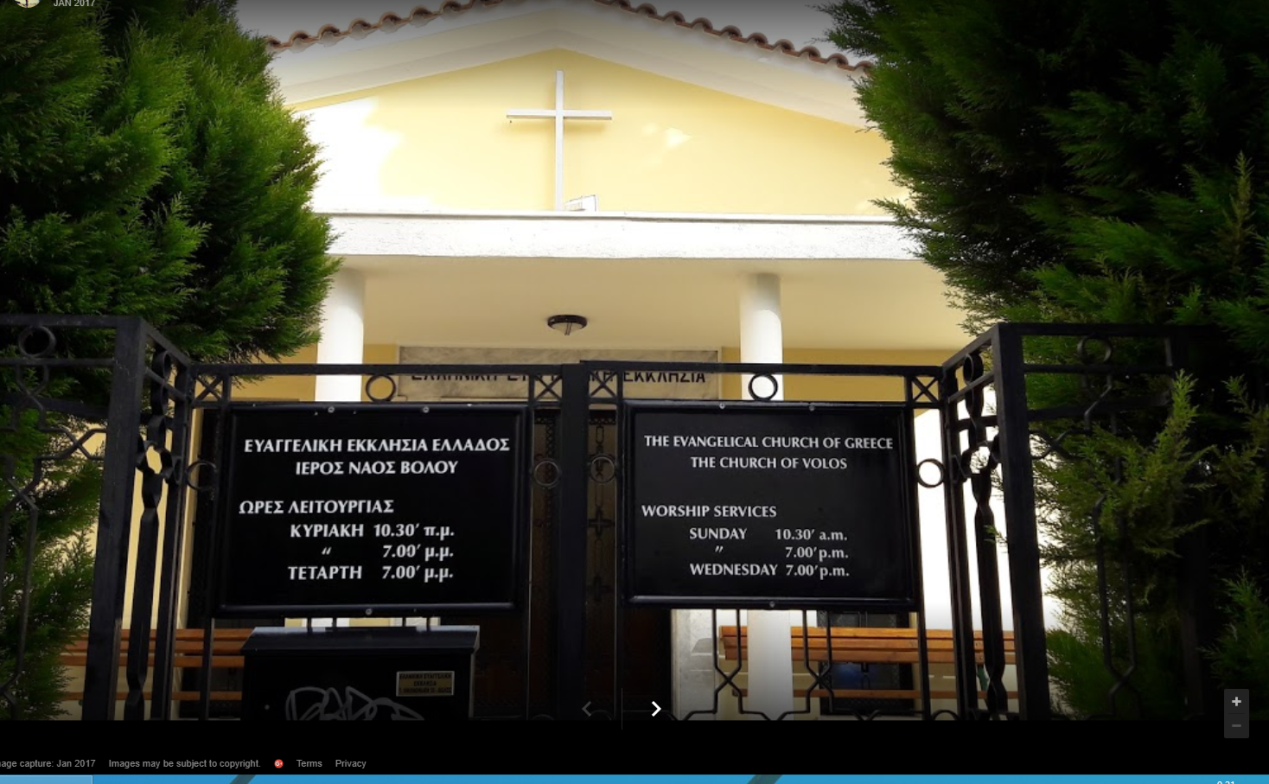 JAN 2017
ΕΚΚΛΗΣΙΑ
ΕΥΑΓΓΕΛΙΚΗ ΕΚΚΛΗΣΙΑ ΕΛΛΑΔΟΣ
ΙΕΡΟΣ ΝΑΟΣ ΒΟΛΟΥ
ΩΡΕΣ ΛΕΙΤΟΥΡΓΙΑΣ
ΚΥΡΙΑΚΗ 10.30′ π.μ.
〃 7.00′ μ.μ.
ΤΕΤΑΡΤΗ 7.00′ μ.μ.
THE EVANGELICAL CHURCH OF GREECE
THE CHURCH OF VOLOS
WORSHIP SERVICES
SUNDAY 10.30′ a.m.
〃 7.00′p.m.
WEDNESDAY 7.00′p.m.
age capture: Jan 2017 Images may be subject to copyright. Terms Privacy